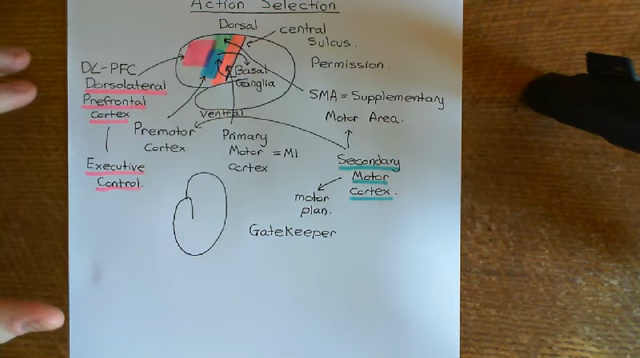 Action Selection
Dorsal
central
Sulcus.
Permission.
Basal
Ganglia
DL-PFC
Dorsolateral
Prefrontal
cortex
SMA = Supplementary
Motor Area.
Ventral
Premotor
Cortex
Primary
Motor = M1
cortex
Secondary
Motor
Cortex.
Executive
Control.
motor
plan.
Gatekeeper